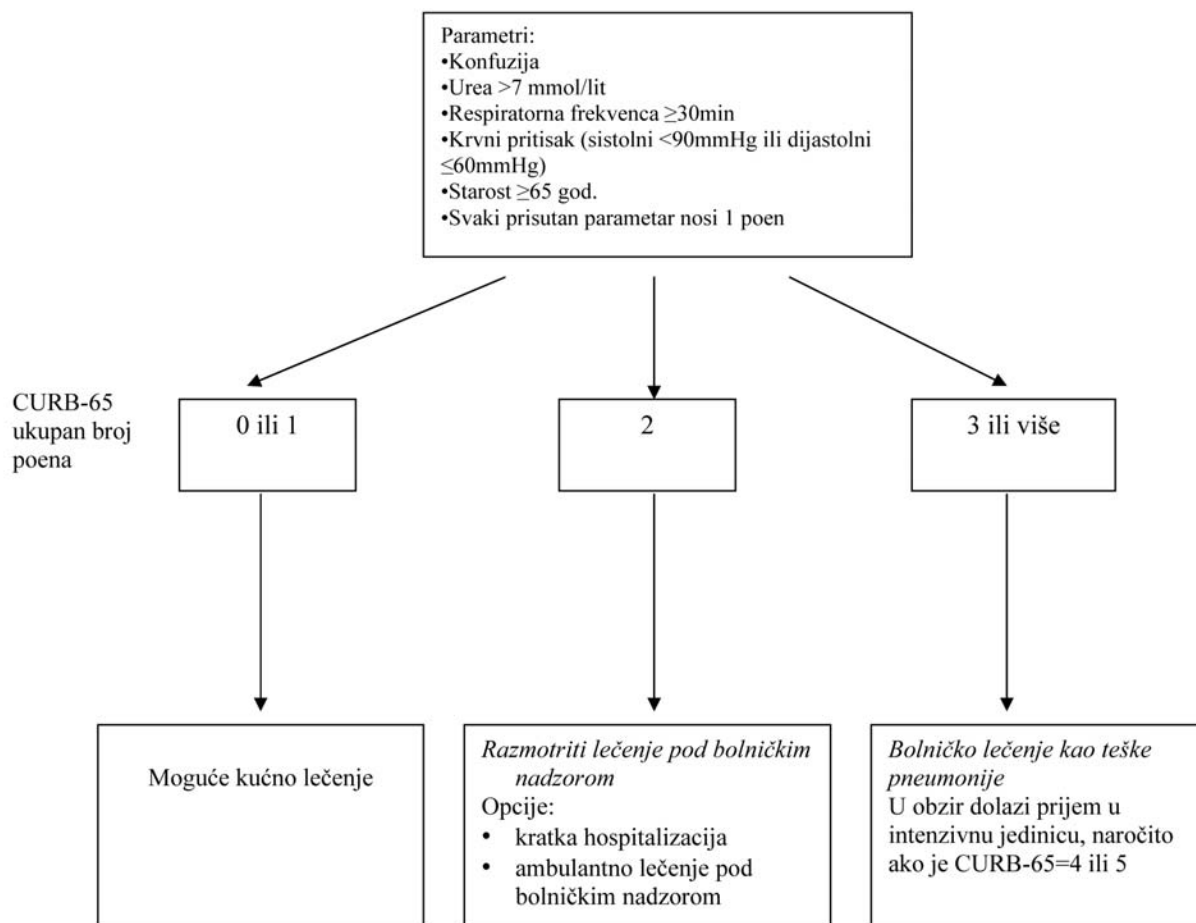 Parametri:
•Konfuzija
•Urea >7 mmol/lit
•Respiratorna frekvenca ≥30min
•Krvni pritisak (sistolni <90mmHg ili dijastolni
≤60mmHg)
•Starost ≥65 god.
•Svaki prisutan parametar nosi 1 poen
CURB-65
ukupan broj
poena
0 ili 1
2
3 ili više
Moguće kućno lečenje
Razmotriti lečenje pod bolničkim
nadzorom
Opcije:
• kratka hospitalizacija
• ambulantno lečenje pod
bolničkim nadzorom
Bolničko lečenje kao teške
pneumonije
U obzir dolazi prijem u
intenzivnu jedinicu, naročito
ako je CURB-65=4 ili 5